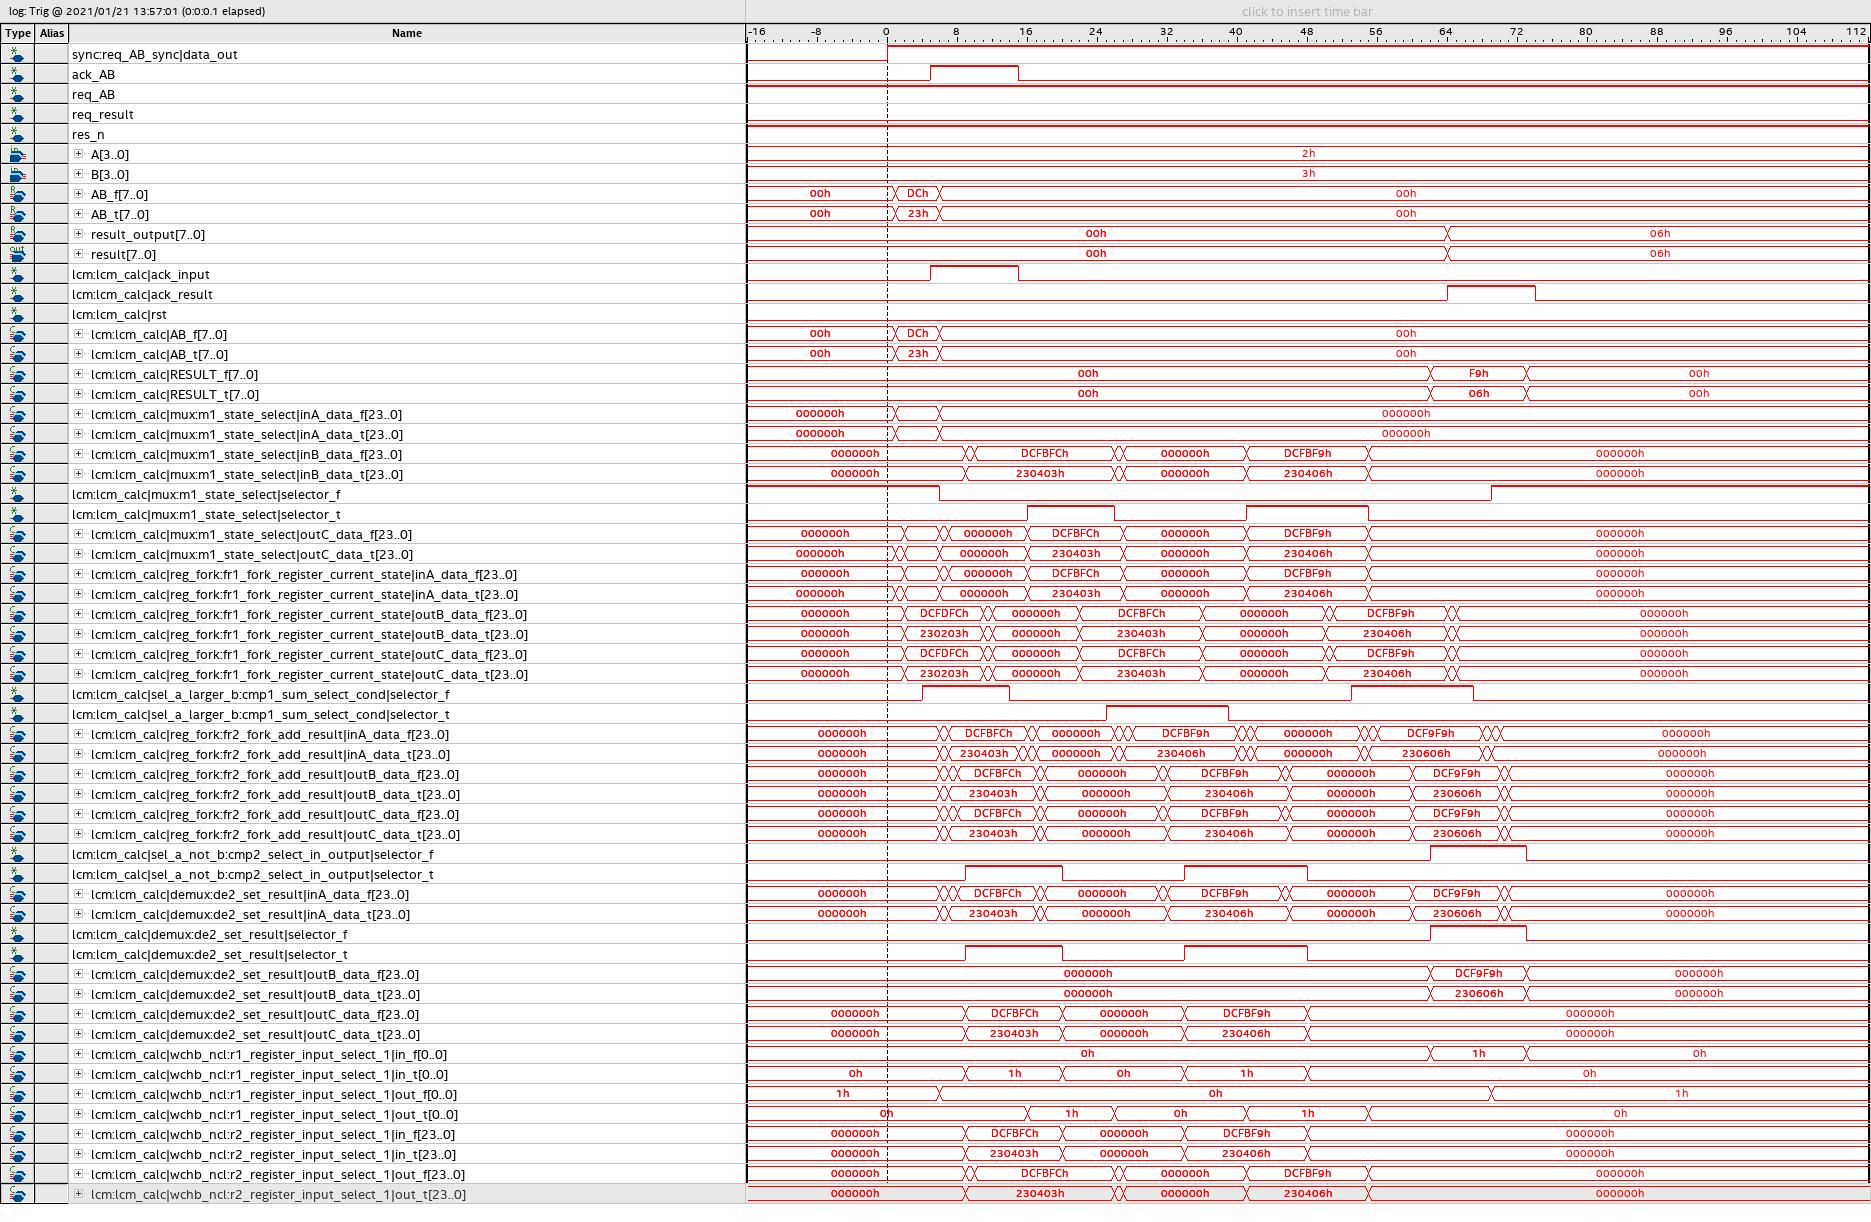 log: Trig @ 2021/01/21 13:57:01 (0:0:0.1 elapsed) click to insert time bar
Type Alias Name -16 -8 0 8 16 24 32 40 48 56 64 72 80 88 96 104 112
sync:req_AB_sync|data_out
ack_AB
req_AB
req_result
res_n
A[3..0] 2h
B[3..0] 3h
AB_f[7..0] 00h DCh 00h
AB_t[7..0] 00h 23h 00h
result_output[7..0] 00h 06h
result[7..0] 00h 06h
lcm:lcm_calc|ack_input
lcm:lcm_calc|ack_result
lcm:lcm_calc|rst
lcm:lcm_calc|AB_f[7..0] 00h DCh 00h
lcm:lcm_calc|AB_t[7..0] 00h 23h 00h
lcm:lcm_calc|RESULT_f[7..0] 00h F9h 00h
lcm:lcm_calc|RESULT_t[7..0] 00h 06h 00h
lcm:lcm_calc|mux:m1_state_select|inA_data_f[23..0] 000000h 000000h
lcm:lcm_calc|mux:m1_state_select|inA_data_t[23..0] 000000h 000000h
lcm:lcm_calc|mux:m1_state_select|inB_data_f[23..0] 000000h DCFBFCh 000000h DCFBF9h 000000h
lcm:lcm_calc|mux:m1_state_select|inB_data_t[23..0] 000000h 230403h 000000h 230406h 000000h
lcm:lcm_calc|mux:m1_state_select|selector_f
lcm:lcm_calc|mux:m1_state_select|selector_t
lcm:lcm_calc|mux:m1_state_select|outC_data_f[23..0] 000000h 000000h DCFBFCh 000000h DCFBF9h 000000h
lcm:lcm_calc|mux:m1_state_select|outC_data_t[23..0] 000000h 000000h 230403h 000000h 230406h 000000h
lcm:lcm_calc|reg_fork:fr1_fork_register_current_state|inA_data_f[23..0] 000000h 000000h DCFBFCh 000000h DCFBF9h 000000h
lcm:lcm_calc|reg_fork:fr1_fork_register_current_state|inA_data_t[23..0] 000000h 000000h 230403h 000000h 230406h 000000h
lcm:lcm_calc|reg_fork:fr1_fork_register_current_state|outB_data_f[23..0] 000000h DCFDFCh 000000h DCFBFCh 000000h DCFBF9h 000000h
lcm:lcm_calc|reg_fork:fr1_fork_register_current_state|outB_data_t[23..0] 000000h 230203h 000000h 230403h 000000h 230406h 000000h
lcm:lcm_calc|reg_fork:fr1_fork_register_current_state|outC_data_f[23..0] 000000h DCFDFCh 000000h DCFBFCh 000000h DCFBF9h 000000h
lcm:lcm_calc|reg_fork:fr1_fork_register_current_state|outC_data_t[23..0] 000000h 230203h 000000h 230403h 000000h 230406h 000000h
lcm:lcm_calc|sel_a_larger_b:cmp1_sum_select_cond|selector_f
lcm:lcm_calc|sel_a_larger_b:cmp1_sum_select_cond|selector_t
lcm:lcm_calc|reg_fork:fr2_fork_add_result|inA_data_f[23..0] 000000h DCFBFCh 000000h DCFBF9h 000000h DCF9F9h 000000h
lcm:lcm_calc|reg_fork:fr2_fork_add_result|inA_data_t[23..0] 000000h 230403h 000000h 230406h 000000h 230606h 000000h
lcm:lcm_calc|reg_fork:fr2_fork_add_result|outB_data_f[23..0] 000000h DCFBFCh 000000h DCFBF9h 000000h DCF9F9h 000000h
lcm:lcm_calc|reg_fork:fr2_fork_add_result|outB_data_t[23..0] 000000h 230403h 000000h 230406h 000000h 230606h 000000h
lcm:lcm_calc|reg_fork:fr2_fork_add_result|outC_data_f[23..0] 000000h DCFBFCh 000000h DCFBF9h 000000h DCF9F9h 000000h
lcm:lcm_calc|reg_fork:fr2_fork_add_result|outC_data_t[23..0] 000000h 230403h 000000h 230406h 000000h 230606h 000000h
lcm:lcm_calc|sel_a_not_b:cmp2_select_in_output|selector_f
lcm:lcm_calc|sel_a_not_b:cmp2_select_in_output|selector_t
lcm:lcm_calc|demux:de2_set_result|inA_data_f[23..0] 000000h DCFBFCh 000000h DCFBF9h 000000h DCF9F9h 000000h
lcm:lcm_calc|demux:de2_set_result|inA_data_t[23..0] 000000h 230403h 000000h 230406h 000000h 230606h 000000h
lcm:lcm_calc|demux:de2_set_result|selector_f
lcm:lcm_calc|demux:de2_set_result|selector_t
lcm:lcm_calc|demux:de2_set_result|outB_data_f[23..0] 000000h DCF9F9h 000000h
lcm:lcm_calc|demux:de2_set_result|outB_data_t[23..0] 000000h 230606h 000000h
lcm:lcm_calc|demux:de2_set_result|outC_data_f[23..0] 000000h DCFBFCh 000000h DCFBF9h 000000h
lcm:lcm_calc|demux:de2_set_result|outC_data_t[23..0] 000000h 230403h 000000h 230406h 000000h
lcm:lcm_calc|wchb_ncl:r1_register_input_select_1|in_f[0..0] 0h 1h 0h
lcm:lcm_calc|wchb_ncl:r1_register_input_select_1|in_t[0..0] 0h 1h 0h 1h 0h
lcm:lcm_calc|wchb_ncl:r1_register_input_select_1|out_f[0..0] 1h 0h 1h
lcm:lcm_calc|wchb_ncl:r1_register_input_select_1|out_t[0..0] 0h 1h 0h 1h 0h
lcm:lcm_calc|wchb_ncl:r2_register_input_select_1|in_f[23..0] 000000h DCFBFCh 000000h DCFBF9h 000000h
lcm:lcm_calc|wchb_ncl:r2_register_input_select_1|in_t[23..0] 000000h 230403h 000000h 230406h 000000h
lcm:lcm_calc|wchb_ncl:r2_register_input_select_1|out_f[23..0] 000000h DCFBFCh 000000h DCFBF9h 000000h
lcm:lcm_calc|wchb_ncl:r2_register_input_select_1|out_t[23..0] 000000h 230403h 000000h 230406h 000000h